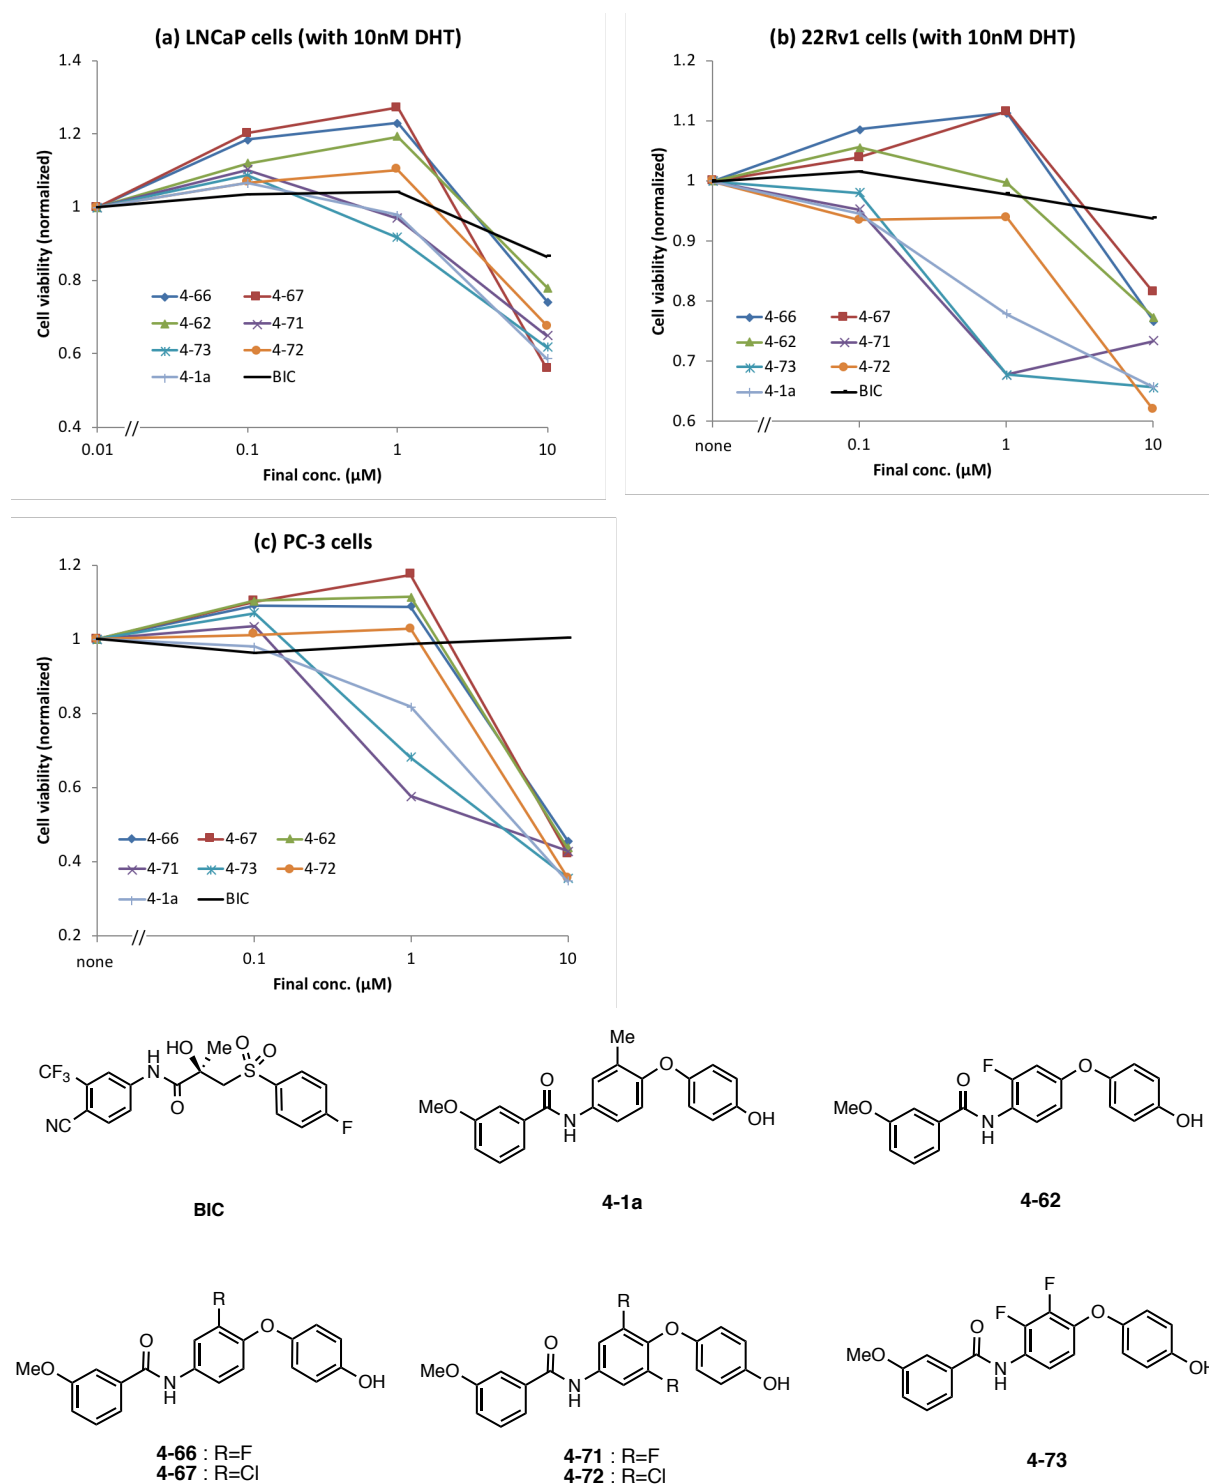 (a) LNCaP cells (with 10nM DHT)
1.4
1.2
1
0.8
0.6
0.4
Cell viability (normalized)
4-66
4-67
4-62
4-71
4-73
4-72
4-1a
BIC
0.01
//
0.1
1
10
Final conc. (μM)
(b) 22Rv1 cells (with 10nM DHT)
1.2
1.1
1
0.9
0.8
0.7
0.6
Cell viability (normalized)
4-66
4-67
4-62
4-71
4-73
4-72
4-1a
BIC
none
//
0.1
1
10
Final conc. (μM)
(c) PC-3 cells
1.2
1
0.8
0.6
0.4
0.2
Cell viability (normalized)
4-66
4-67
4-62
4-71
4-73
4-72
4-1a
BIC
none
//
0.1
1
10
Final conc. (μM)
CF3
NC
H
N
O
HO
Me
O
O
S
F
BIC
MeO
O
N
H
Me
O
OH
4-1a
MeO
O
N
H
F
O
OH
4-62
MeO
O
N
H
R
O
OH
4-66 : R=F
4-67 : R=Cl
MeO
O
N
H
R
R
O
OH
4-71 : R=F
4-72 : R=Cl
MeO
O
N
H
F
F
O
OH
4-73